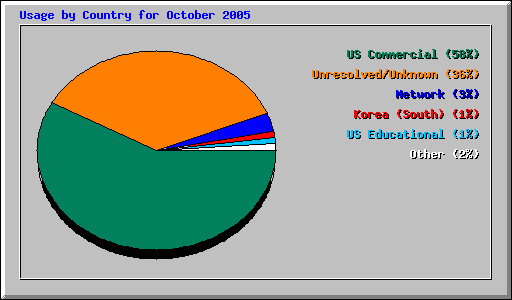 Usage by Country for October 2005
US Commercial (58%)
Unresolved/Unknown (36%)
Network (3%)
Korea (South) (1%)
US Educational (1%)
Other (2%)